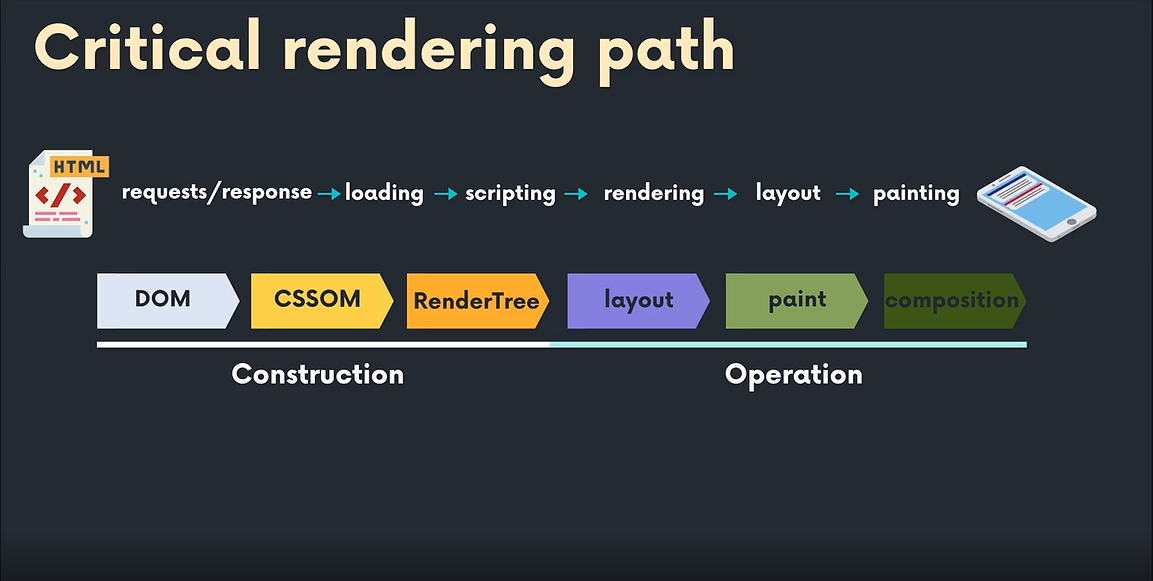 Critical rendering path
HTML
</>
requests/response → loading → scripting → rendering → layout → painting
DOM CSSOM RenderTree layout paint composition
Construction Operation